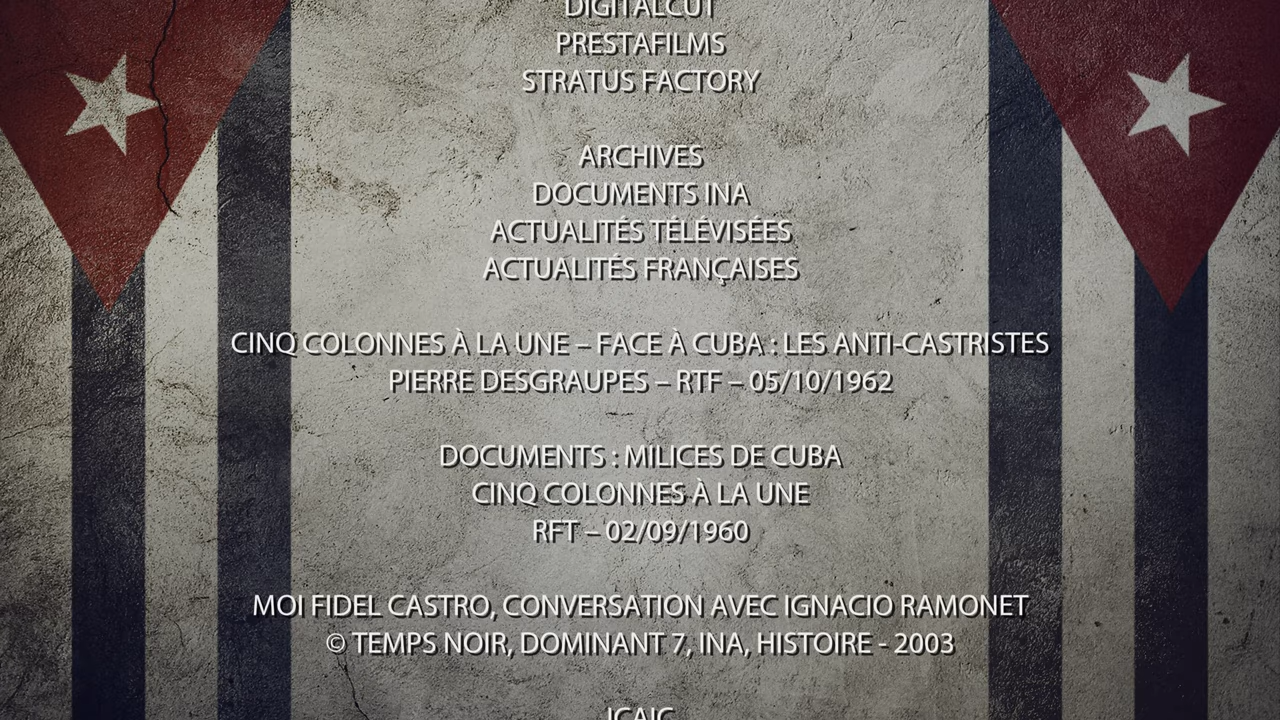 DIGITALCUT
PRESTAFILMS
STRATUS FACTORY
ARCHIVES
DOCUMENTS INA
ACTUALITÉS TÉLÉVISÉES
ACTUALITÉS FRANÇAISES
CINQ COLONNES À LA UNE – FACE À CUBA : LES ANTI-CASTRISTES
PIERRE DESGRAUPES – RTF – 05/10/1962
DOCUMENTS : MILICES DE CUBA
CINQ COLONNES À LA UNE
RFT – 02/09/1960
MOI FIDEL CASTRO, CONVERSATION AVEC IGNACIO RAMONET
© TEMPS NOIR, DOMINANT 7, INA, HISTOIRE - 2003
ICAIC